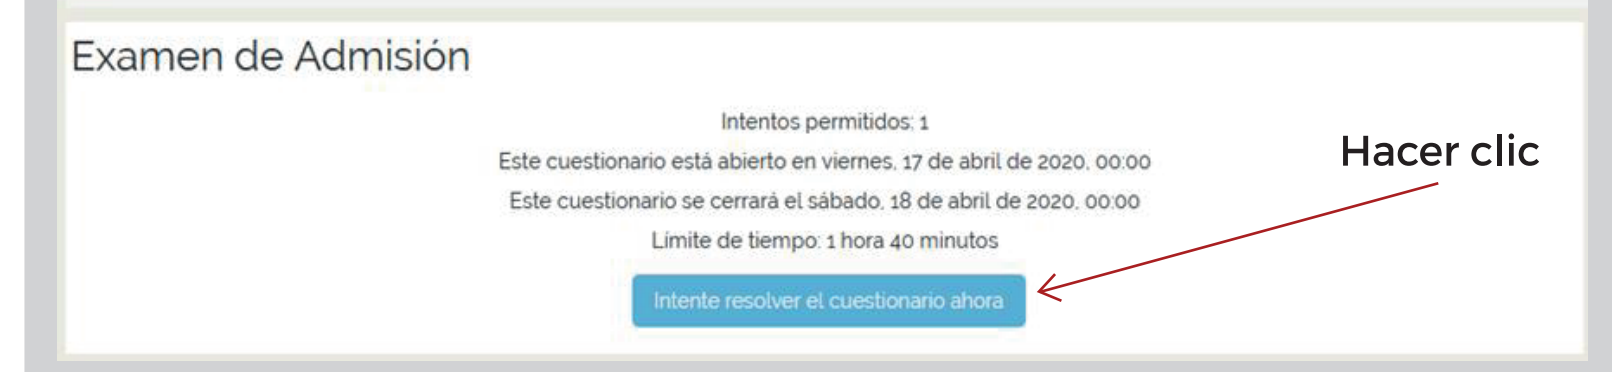 Examen de Admisión
Intentos permitidos: 1
Este cuestionario está abierto en viernes, 17 de abril de 2020, 00:00
Hacer clic
Este cuestionario se cerrará el sábado, 18 de abril de 2020, 00:00
Límite de tiempo: 1 hora 40 minutos
Intente resolver el cuestionario ahora